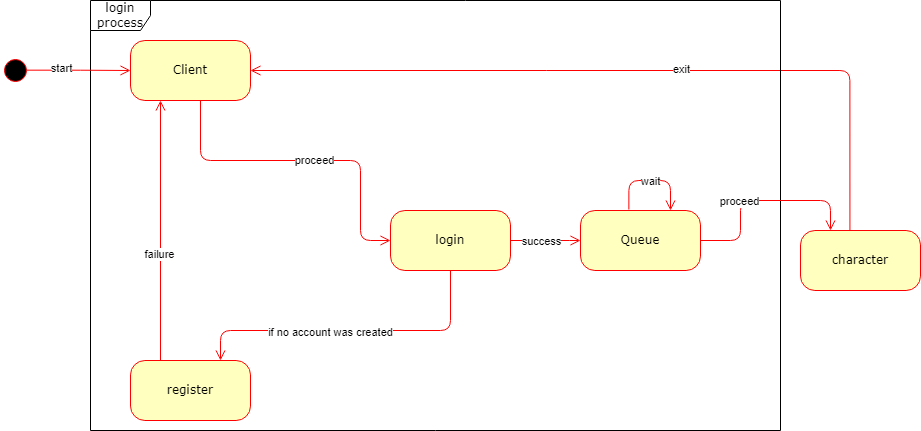 login
process
start
Client
exit
proceed
wait
proceed
failure
login
success
Queue
character
if no account was created
register